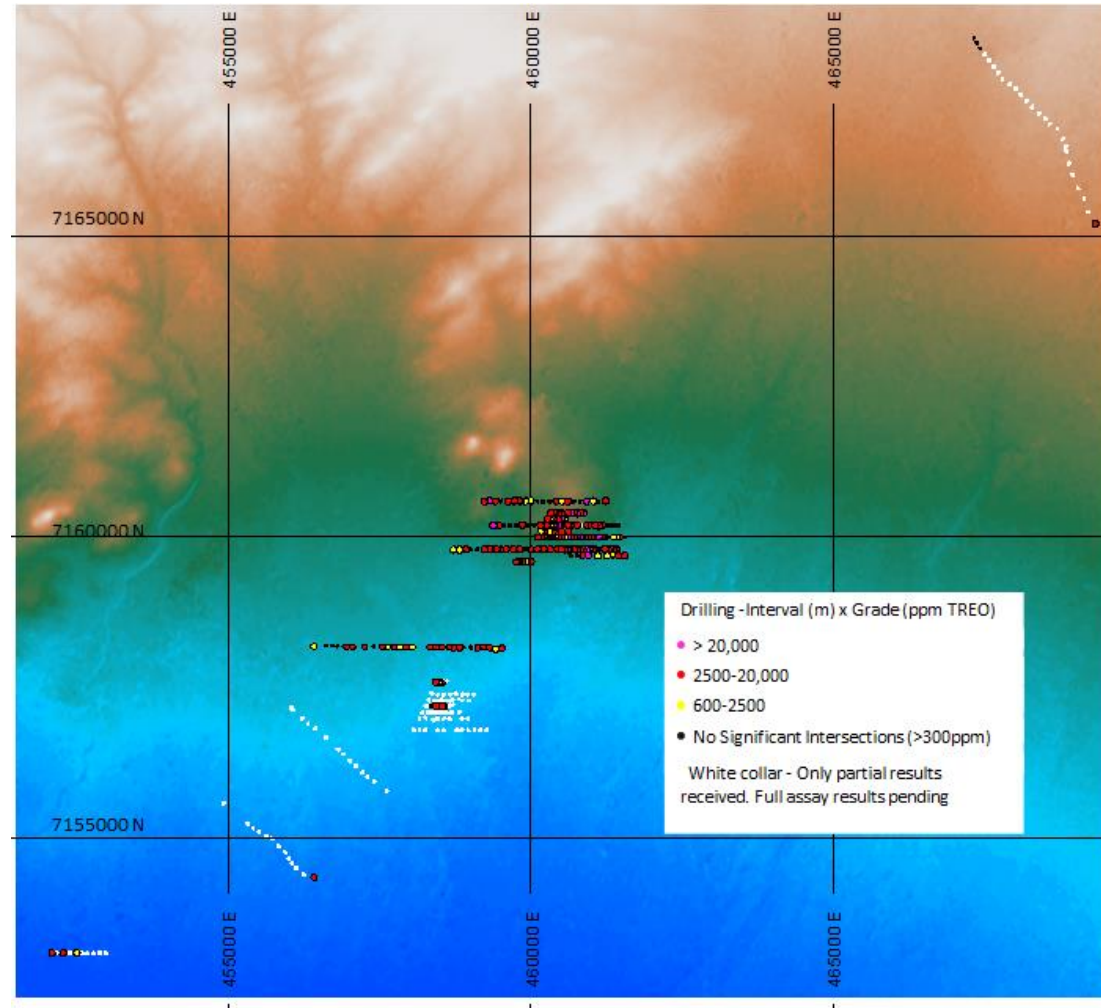 455000 E
460000 E
465000 E
7165000 N
7160000 N
Drilling -Interval (m) x Grade (ppm TREO)
> 20,000
2500-20,000
600-2500
No Significant Intersections (>300ppm)
White collar - Only partial results
received. Full assay results pending
7155000 N
455000 E
460000 E
465000 E